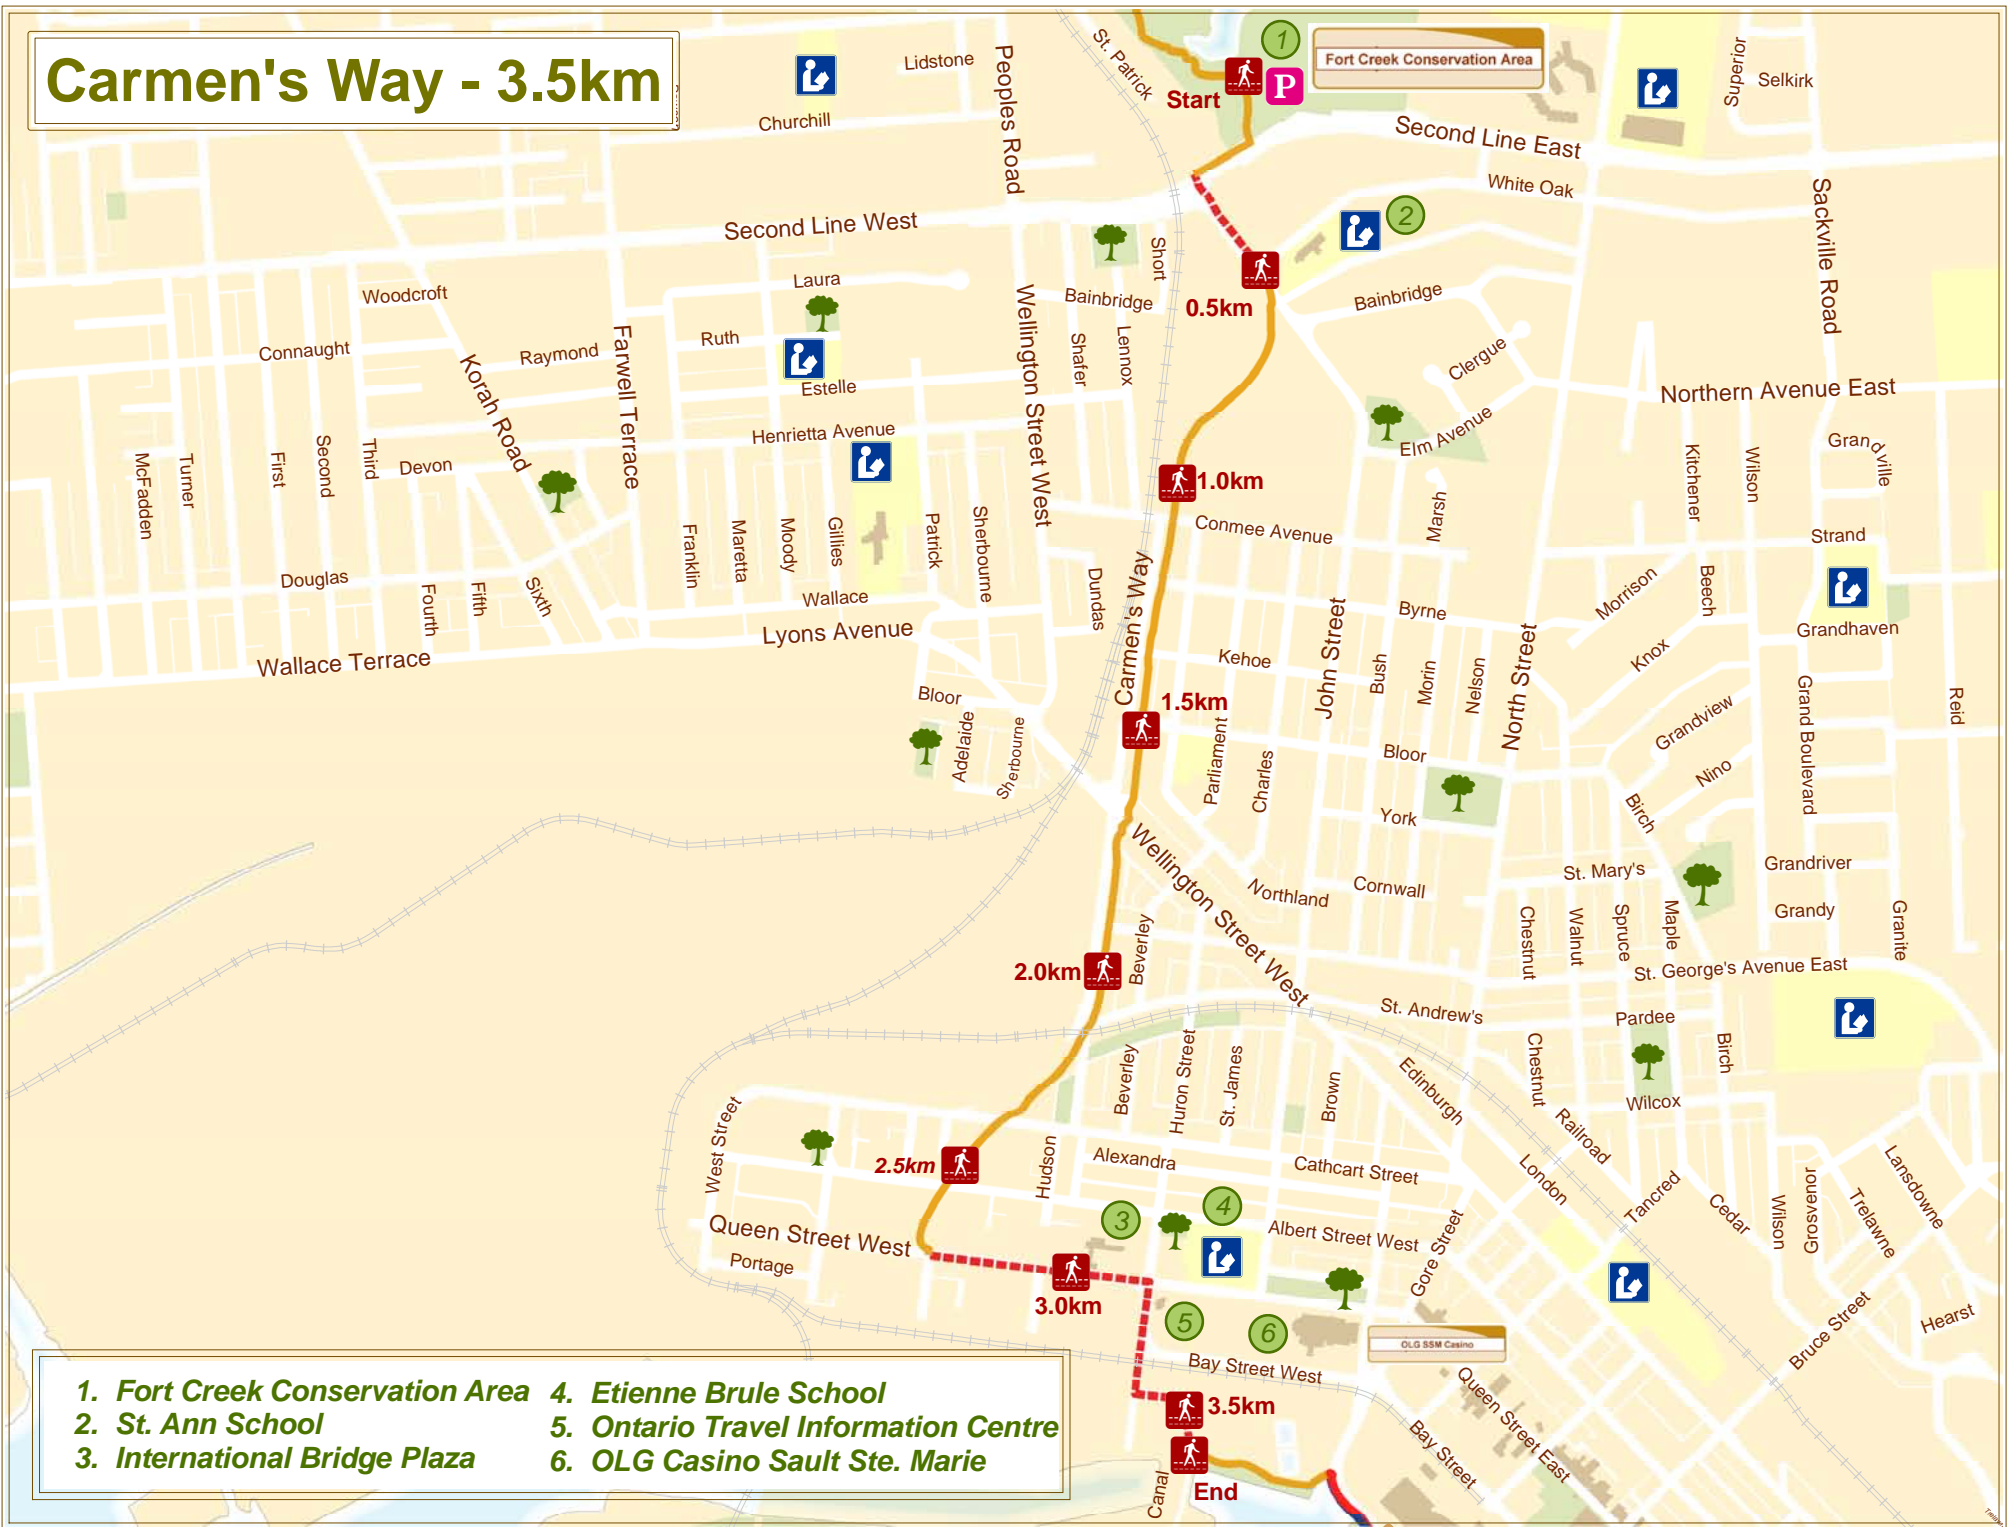 Carmen's Way - 3.5km
Lidstone
Churchill
Peoples Road
St. Patrick
Start
1
P
Fort Creek Conservation Area
Superior
Selkirk
Second Line East
White Oak
2
Sackville Road
Second Line West
Short
Laura
Woodcroft
Bainbridge
0.5km
Bainbridge
Connaught
Raymond
Ruth
Farwell Terrace
Korah Road
Wellington Street West
Shafer
Lennox
Clergue
Estelle
Northern Avenue East
Henrietta Avenue
Elm Avenue
Grandville
McFadden
Turner
First
Second
Third
Devon
1.0km
Kitchener
Wilson
Franklin
Maretta
Moody
Gillies
Patrick
Sherbourne
Conmee Avenue
Marsh
Strand
Douglas
Fourth
Fifth
Sixth
Wallace
Dundas
Carmen's Way
Byrne
Morrison
Beech
Grandhaven
Lyons Avenue
Wallace Terrace
Kehoe
John Street
Bush
Morin
Nelson
North Street
Knox
Grand Boulevard
Reid
Bloor
Adelaide
Sherbourne
1.5km
Parliament
Charles
Bloor
Grandview
Nino
York
Birch
Wellington Street West
Northland
Cornwall
St. Mary's
Grandriver
Grandy
Granite
Chestnut
Walnut
Spruce
Maple
Beverley
2.0km
St. George's Avenue East
St. Andrew's
Pardee
Birch
Beverley
Huron Street
St. James
Brown
Edinburgh
Chestnut
Wilcox
Railroad
West Street
2.5km
Hudson
Alexandra
Cathcart Street
London
Tancred
Cedar
Wilson
Grosvenor
Trelawne
Lansdowne
3
4
Albert Street West
Gore Street
Queen Street West
Portage
3.0km
5
6
OLG SSM Casino
Bruce Street
Hearst
Bay Street West
Queen Street East
3.5km
Bay Street
End
Canal
1. Fort Creek Conservation Area
2. St. Ann School
3. International Bridge Plaza
4. Etienne Brule School
5. Ontario Travel Information Centre
6. OLG Casino Sault Ste. Marie